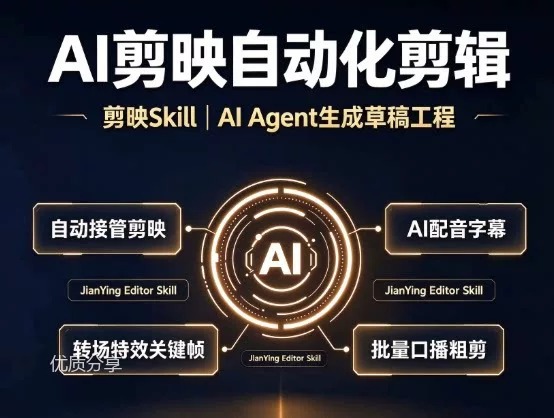 AI剪映自动化剪辑
剪映Skill｜AI Agent生成草稿工程
自动接管剪映
AI配音字幕
AI
JianYing Editor Skill
JianYing Editor Skill
转场特效关键帧
优质分享
JianYing Editor Skill
批量口播粗剪